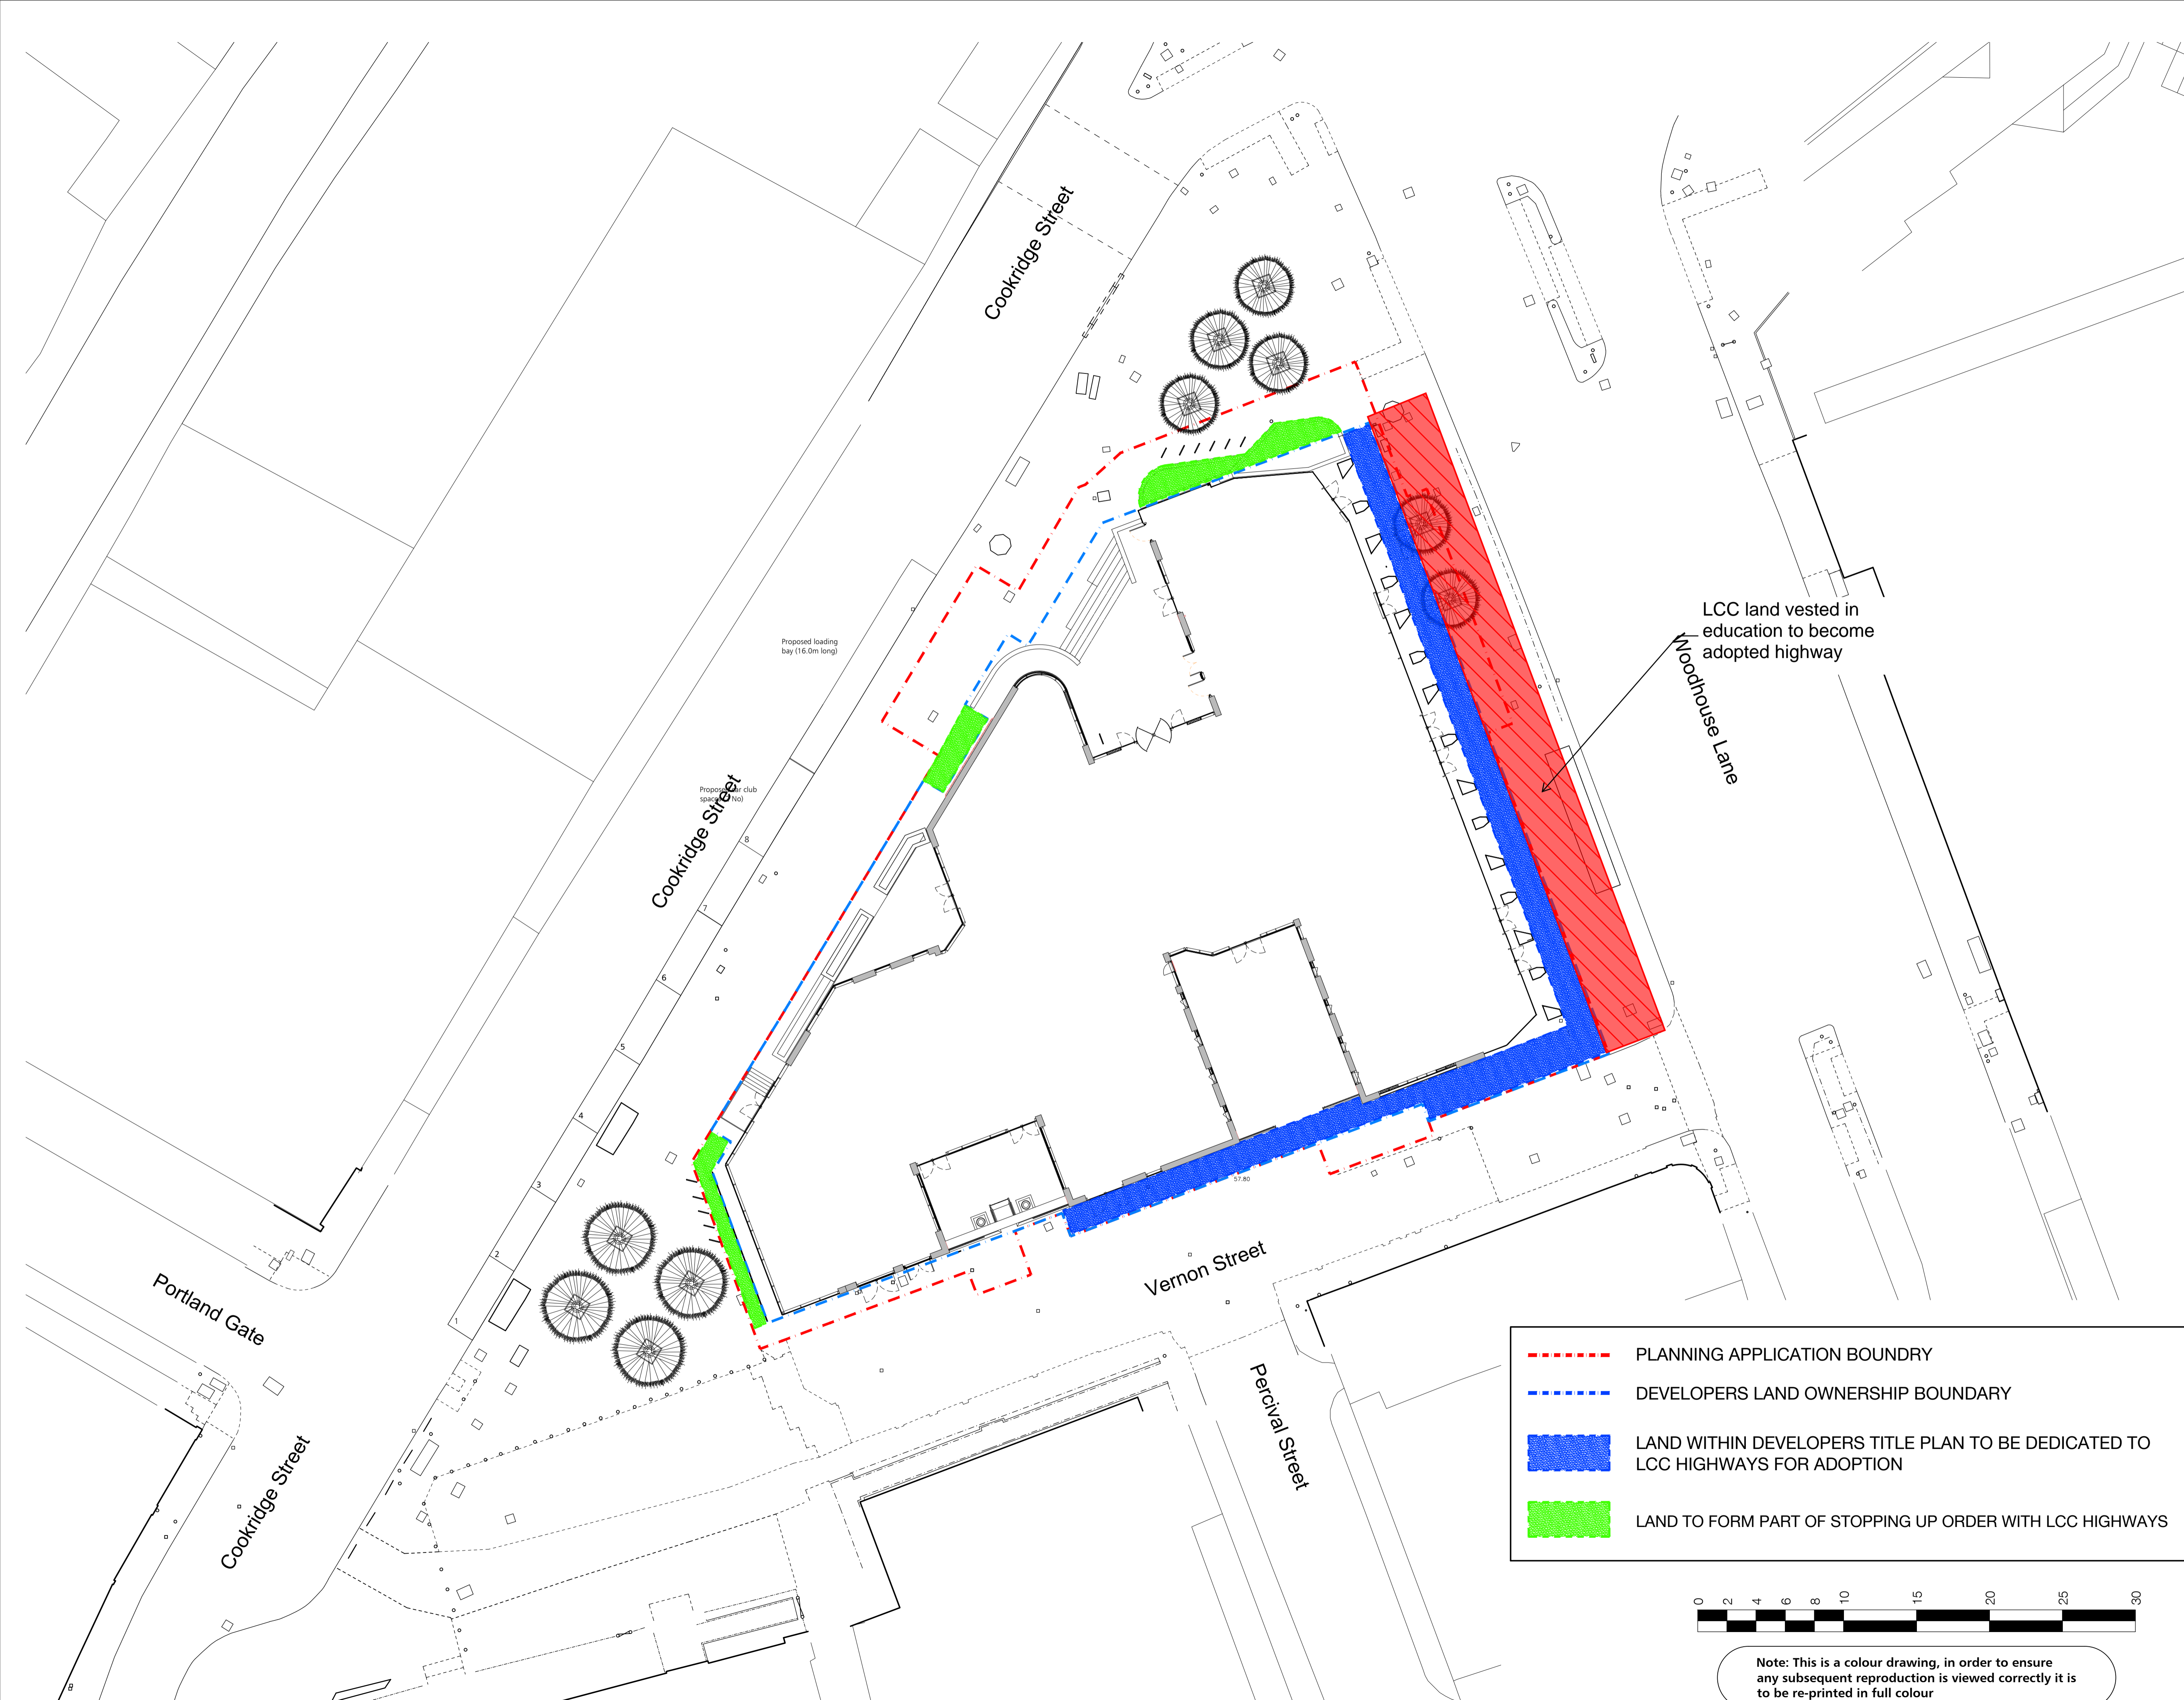 Cookridge Street
Proposed loading
bay (16.0m long)
LCC land vested in
education to become
adopted highway
Woodhouse Lane
Cookridge Street
8
7
6
5
4
3
2
1
57.80
Vernon Street
Portland Gate
Percival Street
Cookridge Street
PLANNING APPLICATION BOUNDRY
DEVELOPERS LAND OWNERSHIP BOUNDARY
LAND WITHIN DEVELOPERS TITLE PLAN TO BE DEDICATED TO
LCC HIGHWAYS FOR ADOPTION
LAND TO FORM PART OF STOPPING UP ORDER WITH LCC HIGHWAYS
0 2 4 6 8 10 15 20 25 30
Note: This is a colour drawing, in order to ensure
any subsequent reproduction is viewed correctly it is
to be re-printed in full colour